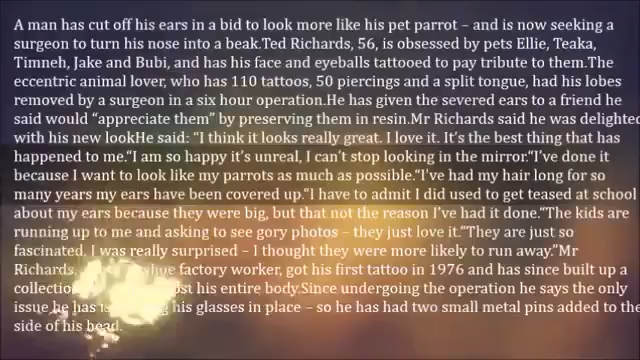 A man has cut off his ears in a bid to look more like his pet parrot – and is now seeking a
surgeon to turn his nose into a beak.Ted Richards, 56, is obsessed by pets Ellie, Teaka,
Timneh, Jake and Bubi, and has his face and eyeballs tattooed to pay tribute to them.The
eccentric animal lover, who has 110 tattoos, 50 piercings and a split tongue, had his lobes
removed by a surgeon in a six hour operation.He has given the severed ears to a friend he
said would “appreciate them” by preserving them in resin.Mr Richards said he was delighted
with his new lookHe said: “I think it looks really great. I love it. It’s the best thing that has
happened to me.“I am so happy it’s unreal, I can’t stop looking in the mirror.“I’ve done it
because I want to look like my parrots as much as possible.“I’ve had my hair long for so
many years my ears have been covered up.“I have to admit I did used to get teased at school
about my ears because they were big, but that not the reason I’ve had it done.“The kids are
running up to me and asking to see gory photos – they just love it.“They are just so
fascinated. I was really surprised – I thought they were more likely to run away.”Mr
Richards, factory worker, got his first tattoo in 1976 and has since built up a
his entire body.Since undergoing the operation he says the only
issue he has his glasses in place – so he has had two small metal pins added to the
side of his head.